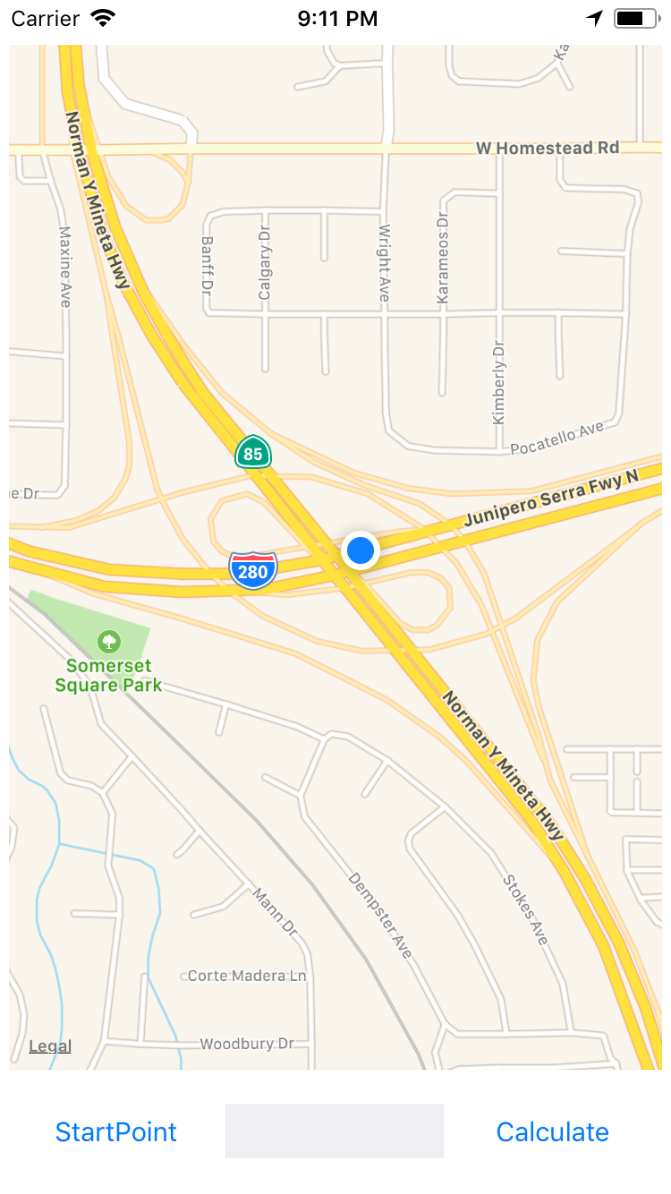 Carrier 9:11 PM
Ka
W Homestead Rd
Norman Y Mineta Hwy
Maxine Ave
Banff Dr
Calgary Dr
Wright Ave
Karameos Dr
Kimberly Dr
Pocatello Ave
85
e Dr
Junipero Serra Fwy N
280
Somerset
Square Park
Norman Y Mineta Hwy
Mann Dr
Dempster Ave
Stokes Ave
Corte Madera Ln
Woodbury Dr
Legal
StartPoint Calculate